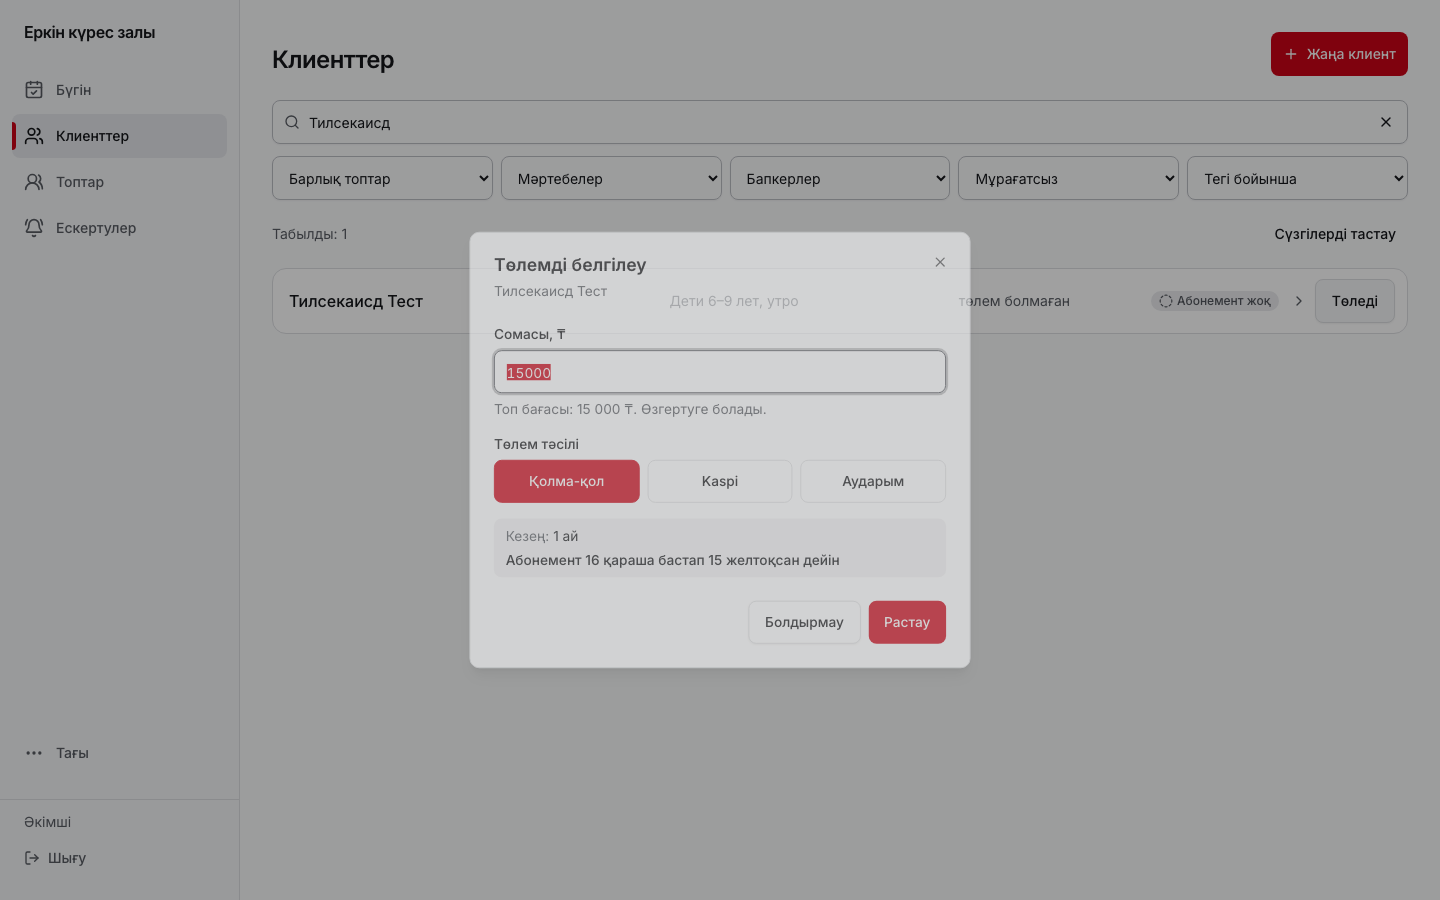 Еркін күрес залы
Бүгін
Клиенттер
Топтар
Ескертулер
Тағы
Әкімші
Шығу
Клиенттер
Жаңа клиент
Тилсекаисд
Барлық топтар
Мәртебелер
Бапкерлер
Мұрағатсыз
Тегі бойынша
Табылды: 1
Сүзгілерді тастау
Тилсекаисд Тест
Дети 6–9 лет, утро
төлем болмаған
Абонемент жоқ
Төледі
Төлемді белгілеу
Тилсекаисд Тест
Сомасы, ₸
15000
Топ бағасы: 15 000 ₸. Өзгертуге болады.
Төлем тәсілі
Қолма-қол
Kaspi
Аударым
Кезең: 1 ай
Абонемент 16 қараша бастап 15 желтоқсан дейін
Болдырмау
Растау